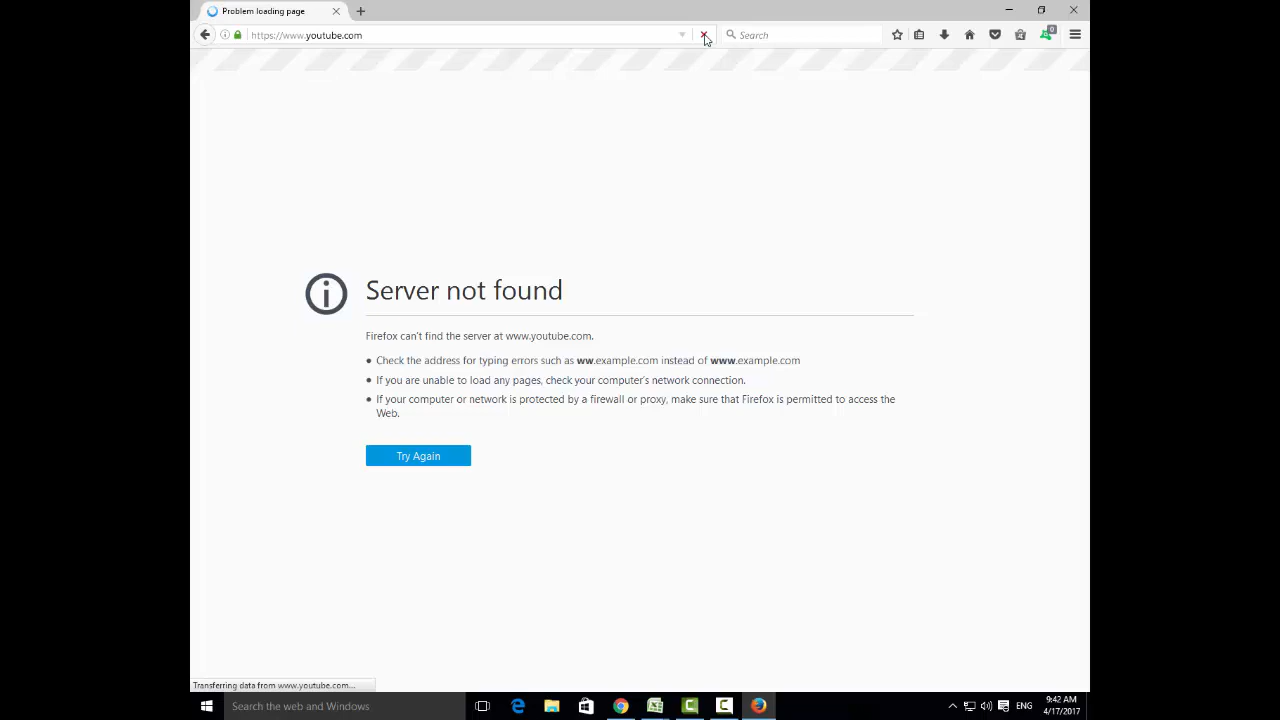 Problem loading page
https://www.youtube.com
Search
0
Server not found
Firefox can't find the server at www.youtube.com.
Check the address for typing errors such as ww.example.com instead of www.example.com
If you are unable to load any pages, check your computer's network connection.
If your computer or network is protected by a firewall or proxy, make sure that Firefox is permitted to access the
Web.
Try Again
Transferring data from www.youtube.com...
Search the web and Windows
ENG
9:42 AM
4/17/2017